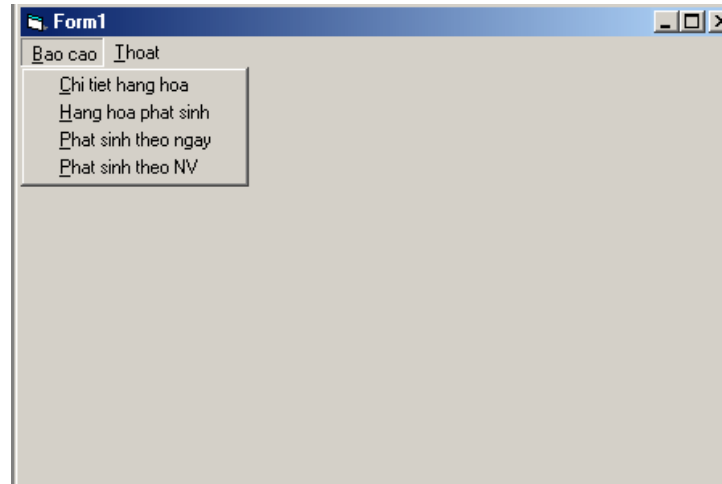 Form1
Bao cao Thoat
Chi tiet hang hoa
Hang hoa phat sinh
Phat sinh theo ngay
Phat sinh theo NV